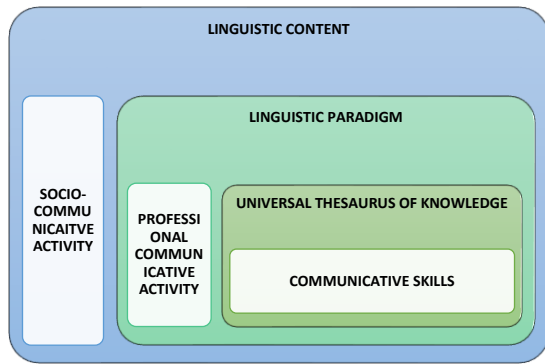 LINGUISTIC CONTENT
LINGUISTIC PARADIGM
SOCIO-
COMMU
NICAITVE
ACTIVITY
PROFESSI
ONAL
COMMUN
ICATIVE
ACTIVITY
UNIVERSAL THESAURUS OF KNOWLEDGE
COMMUNICATIVE SKILLS